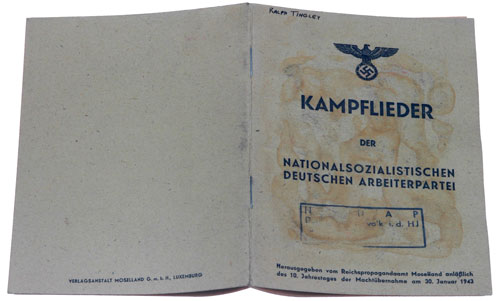 RALPH TINGLEY
KAMPFLIEDER
DER
NATIONALSOZIALISTISCHEN
DEUTSCHEN ARBEITERPARTEI
N D A P
i. d. HJ
Herausgegeben vom Reichspropagandaamt Moselland anläßlich
des 10. Jahrestages der Machtübernahme am 30. Januar 1943
VERLAGSANSTALT MOSELLAND G. m. b. H., LUXEMBURG